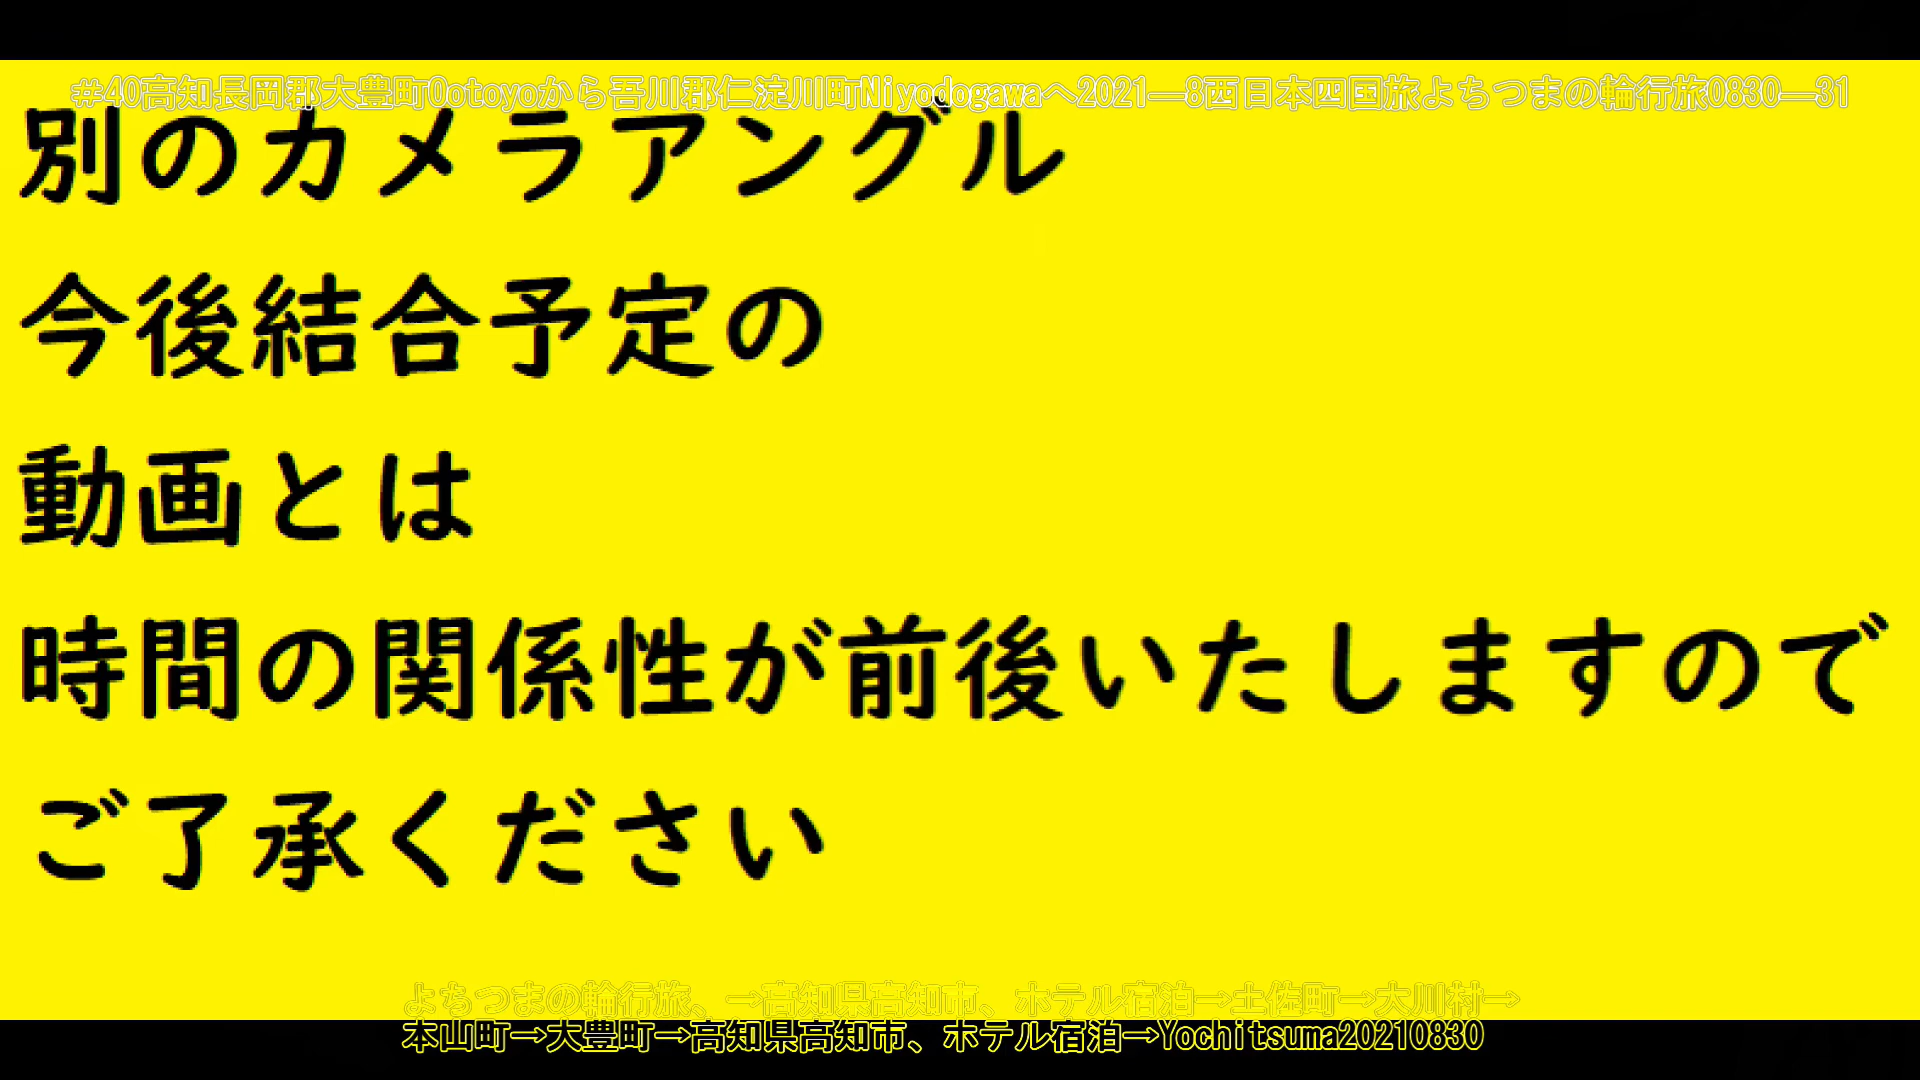 #40高知長岡郡大豊町Ootoyoから吾川郡仁淀川町Niyodogawaへ2021―8西日本四国旅よちつまの輪行旅0830―31
別のカメラアングル
今後結合予定の
動画とは
時間の関係性が前後いたしますので
ご了承ください
よちつまの輪行旅、→高知県高知市、ホテル宿泊→土佐町→大川村→
本山町→大豊町→高知県高知市、ホテル宿泊→Yochitsuma20210830